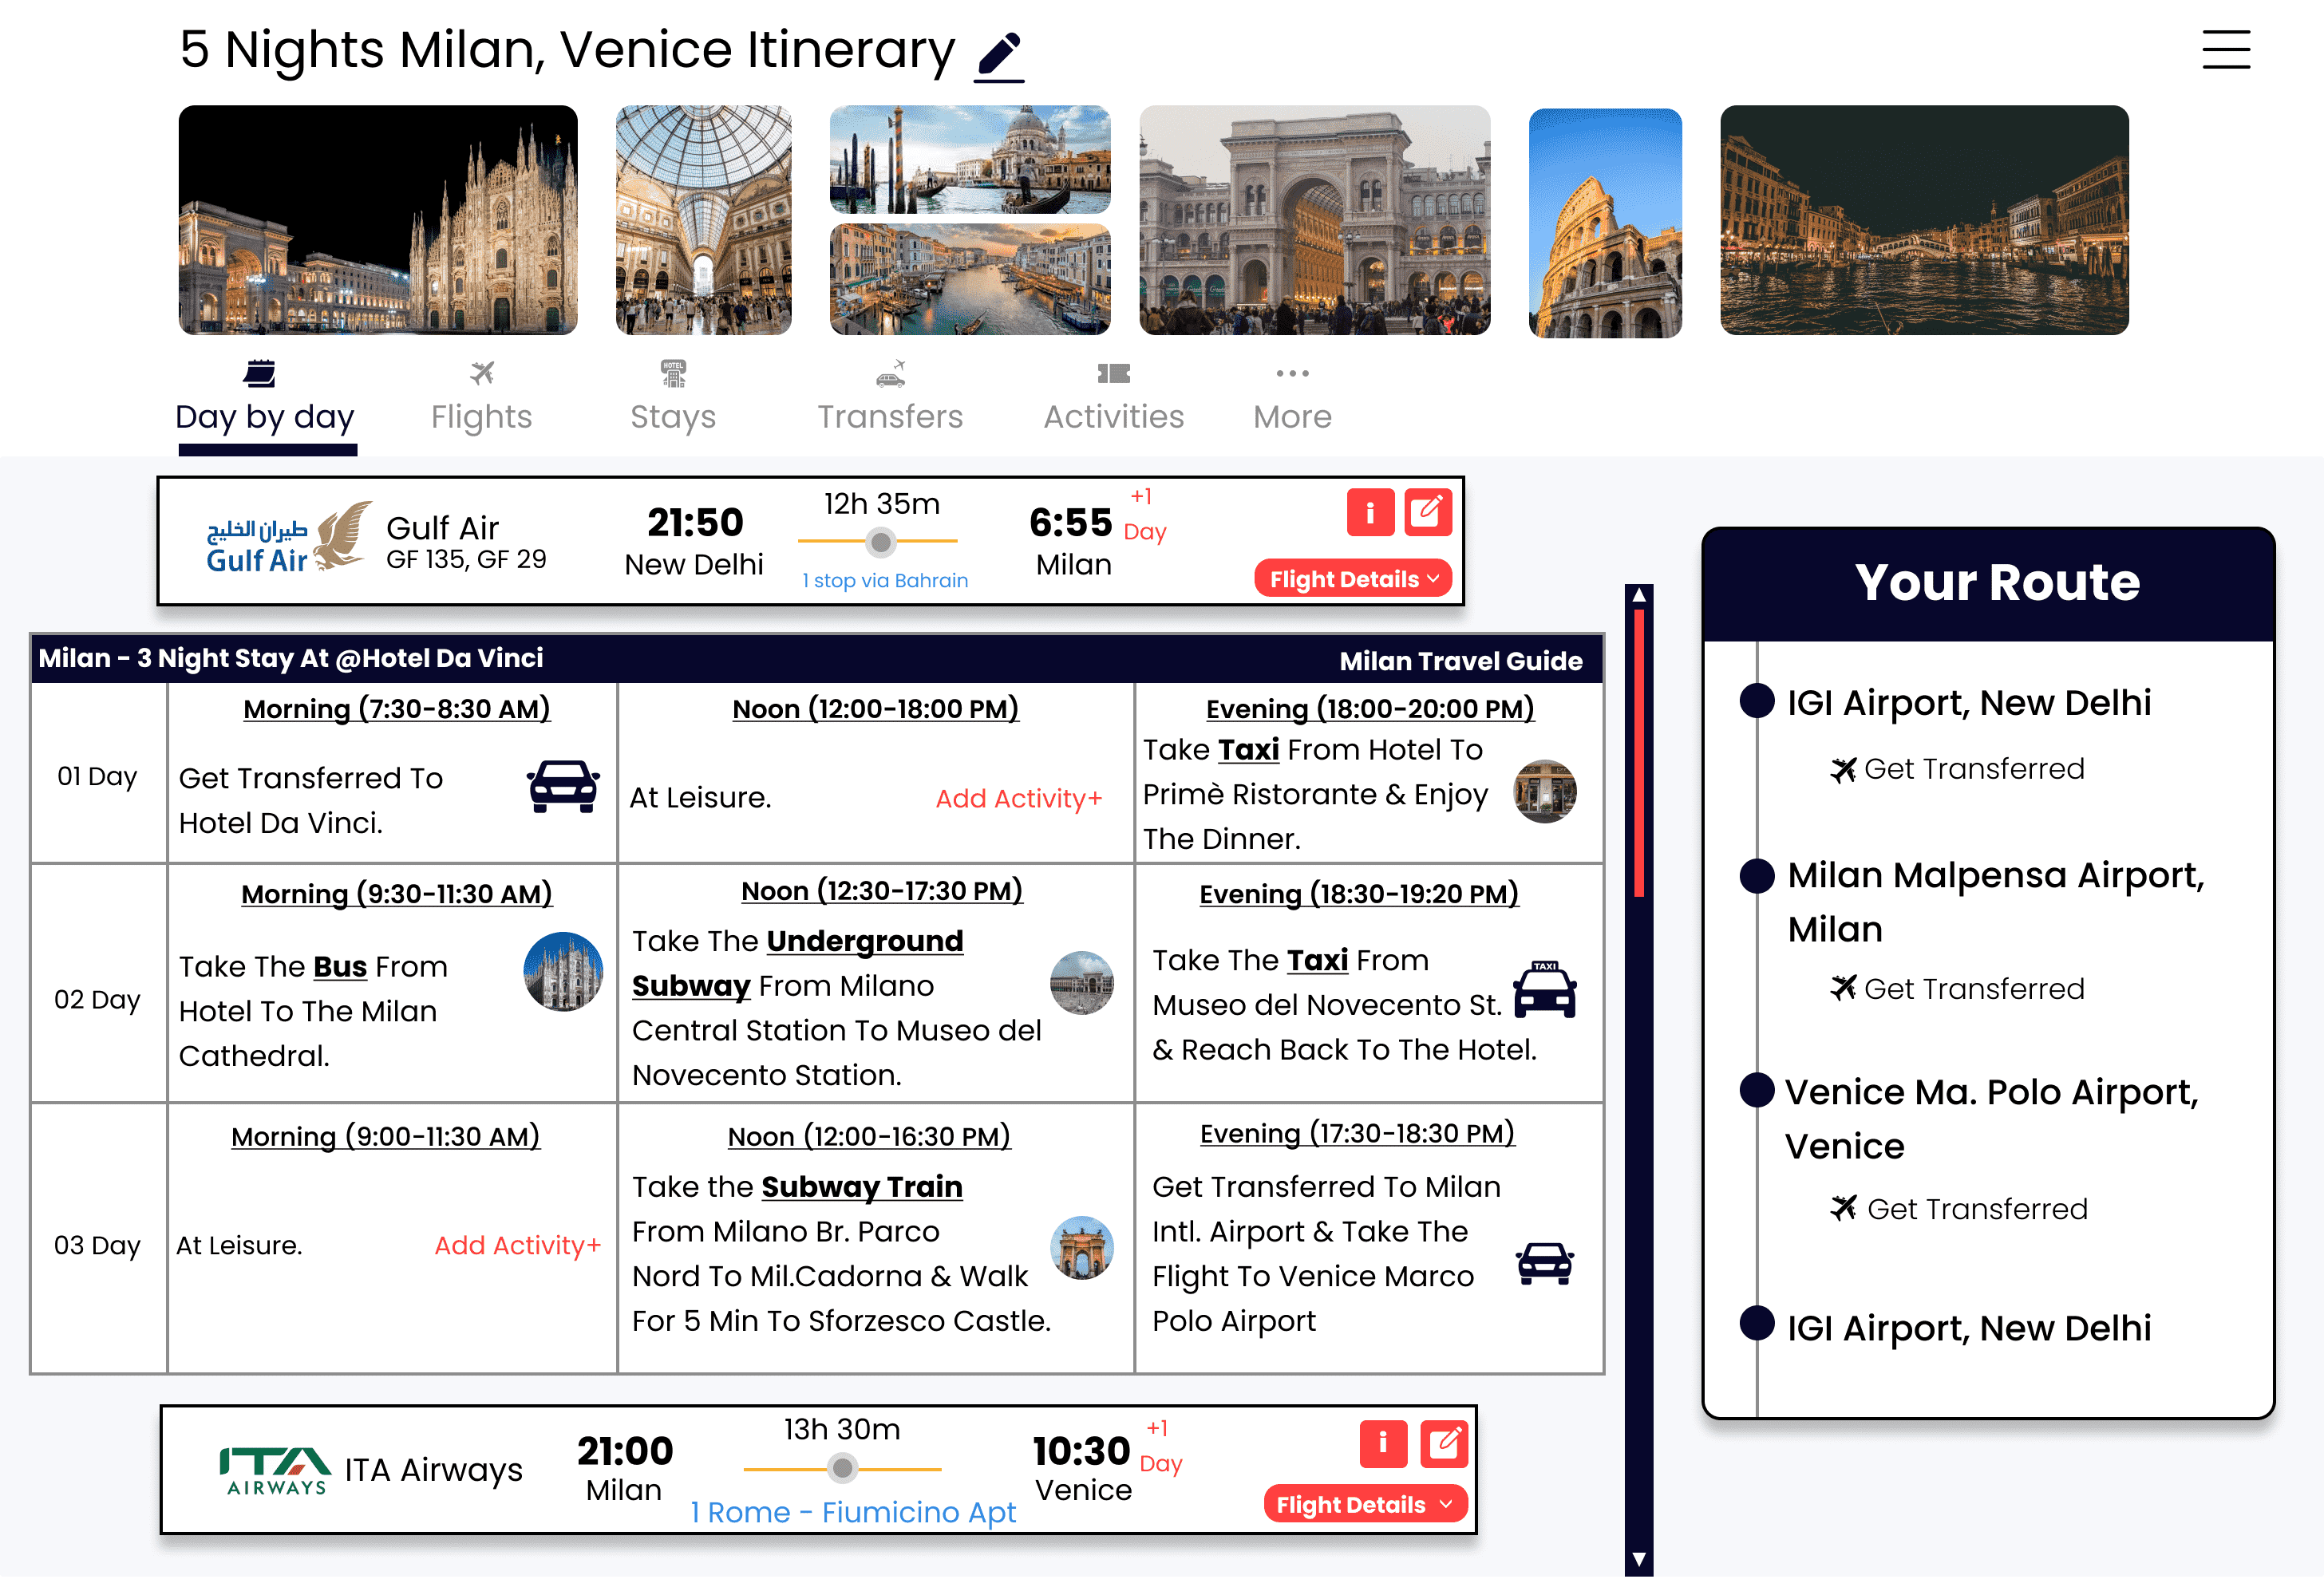 5 Nights Milan, Venice Itinerary
HOTEL
Day by day
Flights
Stays
Transfers
Activities
More
طيران الخليج
Gulf Air
Gulf Air
GF 135, GF 29
21:50
New Delhi
12h 35m
1 stop via Bahrain
6:55
Milan
+1
Day
i
Flight Details
Milan - 3 Night Stay At @Hotel Da Vinci
Milan Travel Guide
01 Day
Morning (7:30-8:30 AM)
Get Transferred To
Hotel Da Vinci.
Noon (12:00-18:00 PM)
At Leisure.
Add Activity+
Evening (18:00-20:00 PM)
Take Taxi From Hotel To
Primè Ristorante & Enjoy
The Dinner.
02 Day
Morning (9:30-11:30 AM)
Take The Bus From
Hotel To The Milan
Cathedral.
Noon (12:30-17:30 PM)
Take The Underground
Subway From Milano
Central Station To Museo del
Novecento Station.
Evening (18:30-19:20 PM)
Take The Taxi From
Museo del Novecento St.
& Reach Back To The Hotel.
TAXI
03 Day
Morning (9:00-11:30 AM)
At Leisure.
Add Activity+
Noon (12:00-16:30 PM)
Take the Subway Train
From Milano Br. Parco
Nord To Mil.Cadorna & Walk
For 5 Min To Sforzesco Castle.
Evening (17:30-18:30 PM)
Get Transferred To Milan
Intl. Airport & Take The
Flight To Venice Marco
Polo Airport
ITA
AIRWAYS
ITA Airways
21:00
Milan
13h 30m
1 Rome - Fiumicino Apt
10:30
Venice
+1
Day
i
Flight Details
Your Route
IGI Airport, New Delhi
Get Transferred
Milan Malpensa Airport,
Milan
Get Transferred
Venice Ma. Polo Airport,
Venice
Get Transferred
IGI Airport, New Delhi